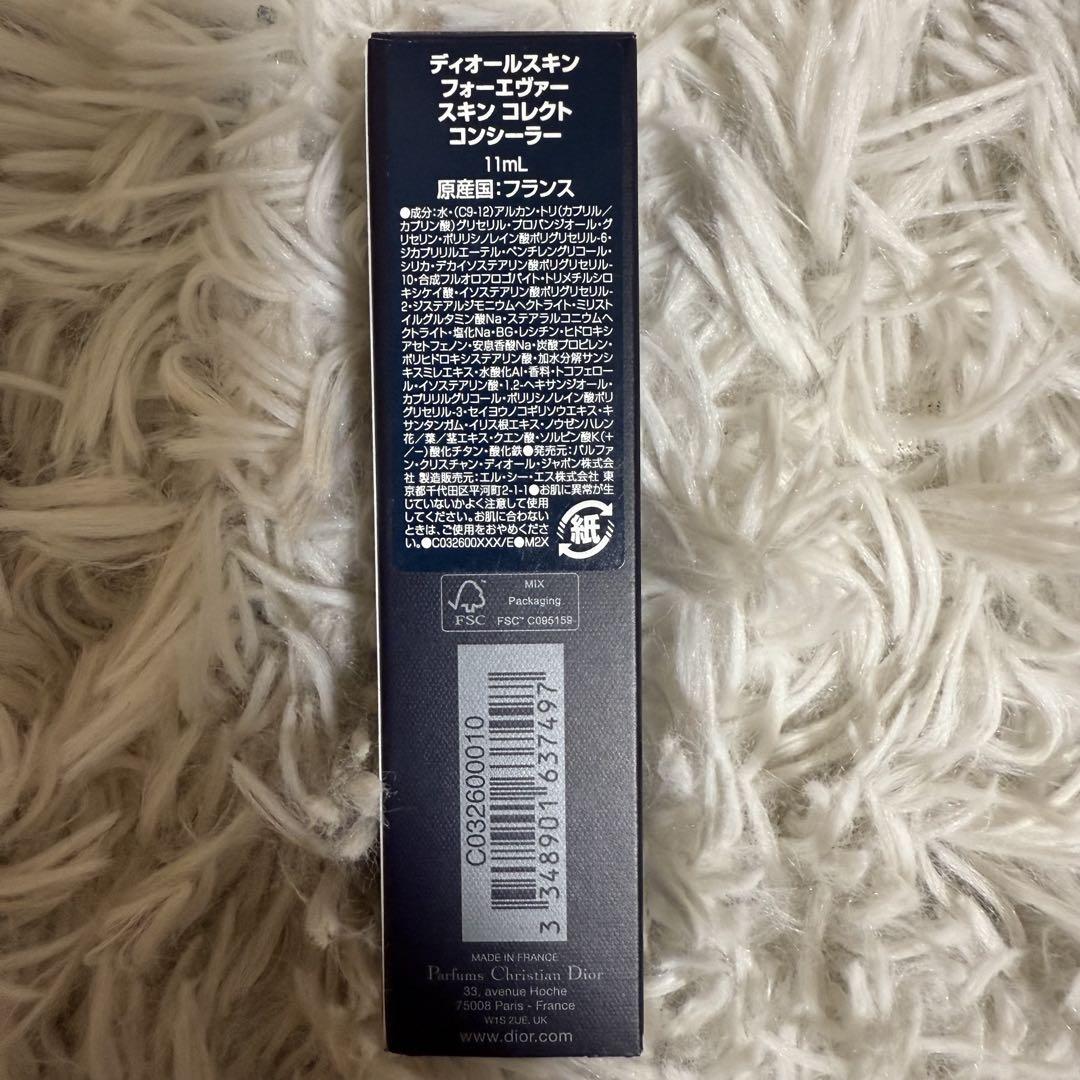 ディオールスキン
フォーエヴァー
スキン コレクト
コンシーラー
11mL
原産国:フランス
●成分:水・(C9-12)アルカン・トリ(カプリル/
カプリン酸)グリセリル・プロパンジオール・グ
リセリン・ポリリシノレイン酸ポリグリセリル-6・
ジカプリリルエーテル・ペンチレングリコール・
シリカ・デカイソステアリン酸ポリグリセリル-
10・合成フルオロフロゴパイト・トリメチルシロ
キシケイ酸・イソステアリン酸ポリグリセリル-
2・ジステアルジモニウムヘクトライト・ミリスト
イルグルタミン酸Na・ステアラルコニウムヘ
クトライト・塩化Na・BG・レシチン・ヒドロキシ
アセトフェノン・安息香酸Na・炭酸プロピレン・
ポリヒドロキシステアリン酸・加水分解サンシ
キスミレエキス・水酸化Al・香料・トコフェロー
ル・イソステアリン酸・1,2-ヘキサンジオール・
カプリリルグリコール・ポリリシノレイン酸ポリ
グリセリル-3・セイヨウノコギリソウエキス・キ
サンタンガム・イリス根エキス・ノウゼンハレン
花/葉/茎エキス・クエン酸・ソルビン酸K(+
/-)酸化チタン・酸化鉄●発売元:パルファ
ン・クリスチャン・ディオール・ジャポン株式会
社 製造販売元:エル・シー・エス株式会社 東
京都千代田区平河町2-1-1●お肌に異常が生
じていないかよく注意して使用
してください。お肌に合わない
ときは、ご使用をおやめくださ
い。●C032600XXX/E●M2X
紙
FSC™
MIX
Packaging
FSC™ C095159
C032600010
3 348901 637497
MADE IN FRANCE
Parfums Christian Dior
33, avenue Hoche
75008 Paris - France
W1S 2UE, UK
www.dior.com